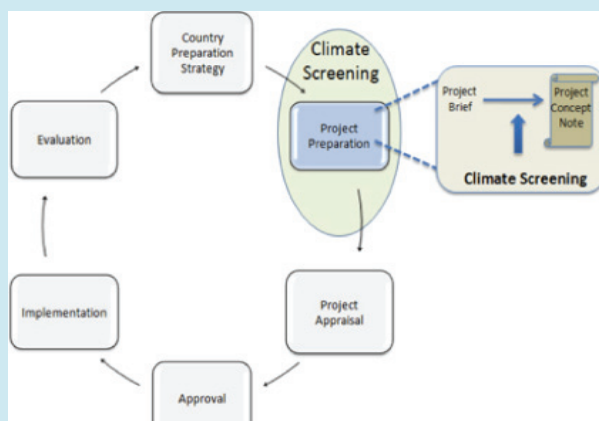 Country
Preparation
Strategy
Climate
Screening
Project
Preparation
Project
Brief
Project
Concept
Note
Climate Screening
Evaluation
Implementation
Project
Appraisal
Approval